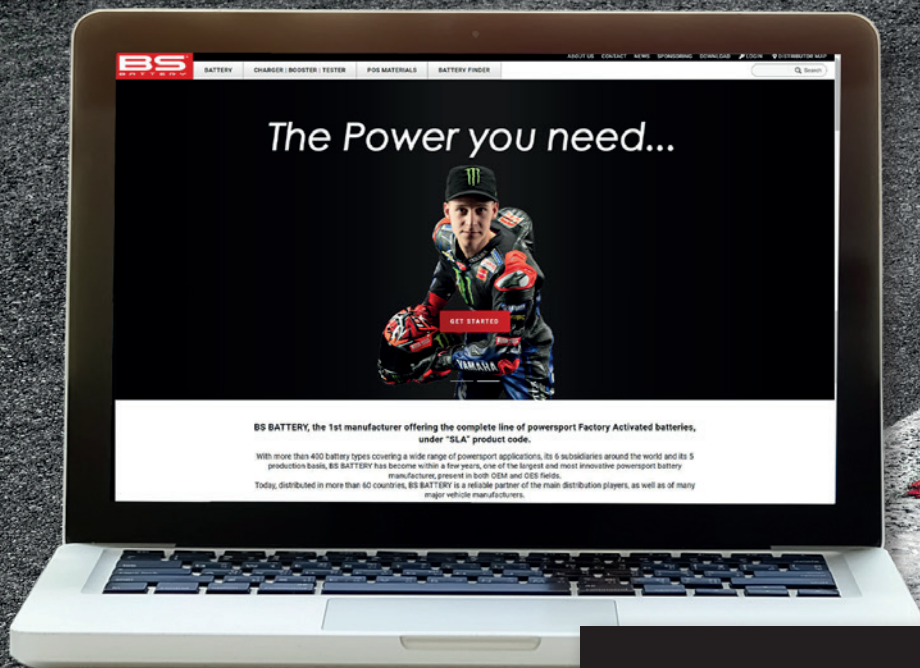 BS
BATTERY
ABOUT US CONTACT NEWS SPONSORING DOWNLOAD LOGIN DISTRIBUTOR MAP
BATTERY CHARGER | BOOSTER | TESTER POS MATERIALS BATTERY FINDER Search
The Power you need...
GET STARTED
YAMAHA
BS BATTERY, the 1st manufacturer offering the complete line of powersport Factory Activated batteries,
under "SLA" product code.
With more than 400 battery types covering a wide range of powersport applications, its 6 subsidiaries around the world and its 5
production basis, BS BATTERY has become within a few years, one of the largest and most innovative powersport battery
manufacturer, present in both OEM and OES fields.
Today, distributed in more than 60 countries, BS BATTERY is a reliable partner of the main distribution players, as well as of many
major vehicle manufacturers.